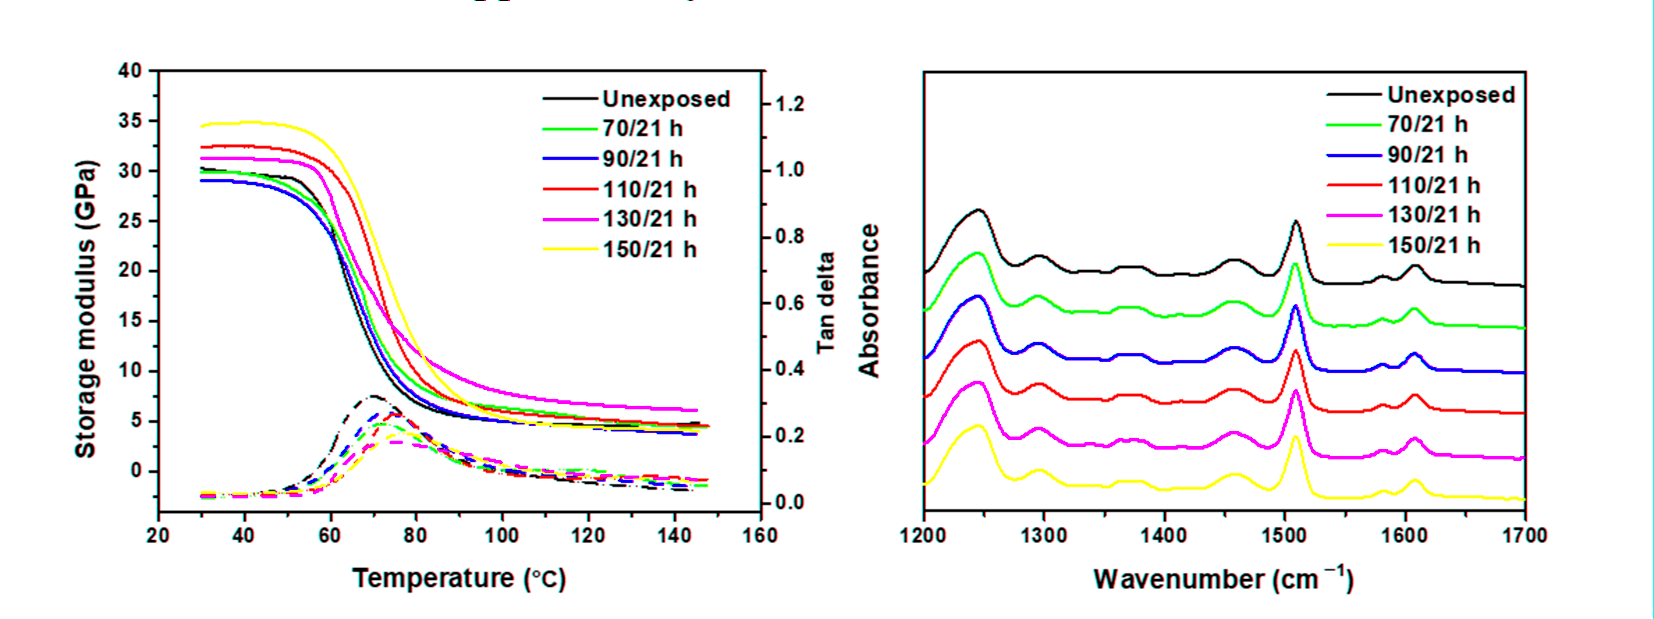 40
35
30
25
20
15
10
5
0
Storage modulus (GPa)
20 40 60 80 100 120 140 160
Temperature (°C)
1.2
1.0
0.8
0.6
0.4
0.2
0.0
Tan delta
Unexposed
70/21 h
90/21 h
110/21 h
130/21 h
150/21 h
Absorbance
Unexposed
70/21 h
90/21 h
110/21 h
130/21 h
150/21 h
1200 1300 1400 1500 1600 1700
Wavenumber (cm ⁻¹)